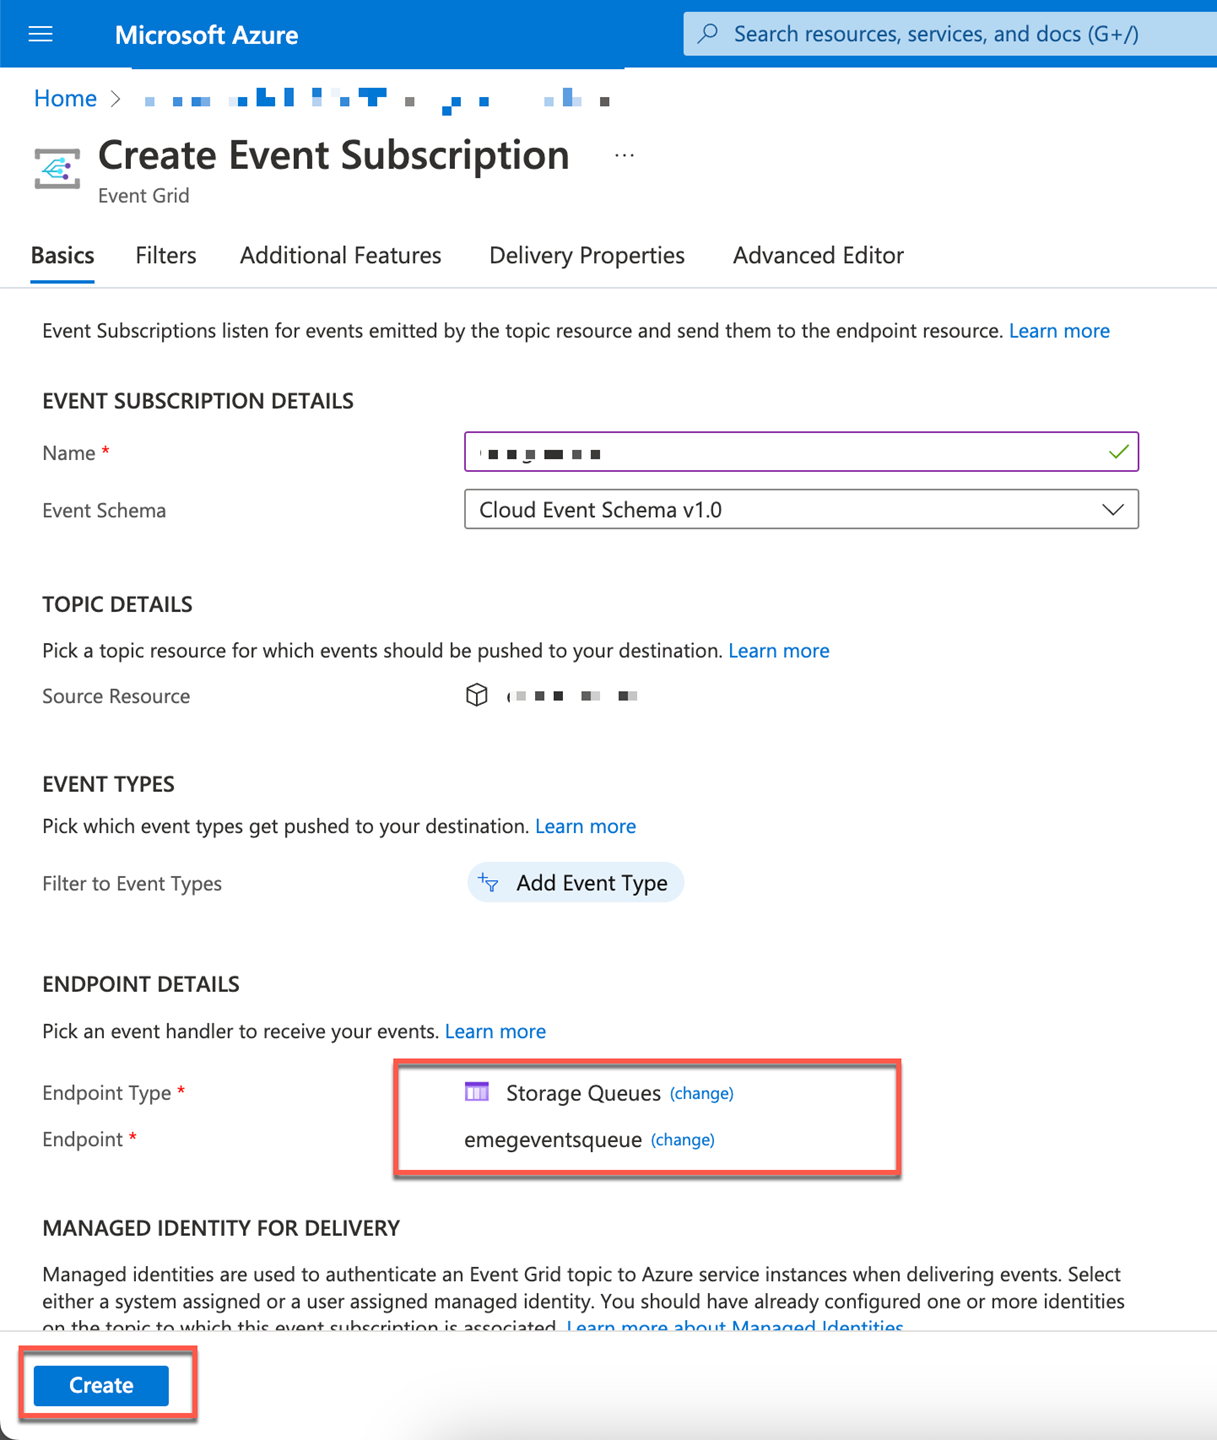 Microsoft Azure
Search resources, services, and docs (G+/)
Home >
Create Event Subscription ...
Event Grid
Basics Filters Additional Features Delivery Properties Advanced Editor
Event Subscriptions listen for events emitted by the topic resource and send them to the endpoint resource. Learn more
EVENT SUBSCRIPTION DETAILS
Name *
Event Schema Cloud Event Schema v1.0
TOPIC DETAILS
Pick a topic resource for which events should be pushed to your destination. Learn more
Source Resource
EVENT TYPES
Pick which event types get pushed to your destination. Learn more
Filter to Event Types Add Event Type
ENDPOINT DETAILS
Pick an event handler to receive your events. Learn more
Endpoint Type * Storage Queues (change)
Endpoint * emegeventsqueue (change)
MANAGED IDENTITY FOR DELIVERY
Managed identities are used to authenticate an Event Grid topic to Azure service instances when delivering events. Select
either a system assigned or a user assigned managed identity. You should have already configured one or more identities
on the topic to which this event subscription is associated. Learn more about Managed Identities
Create